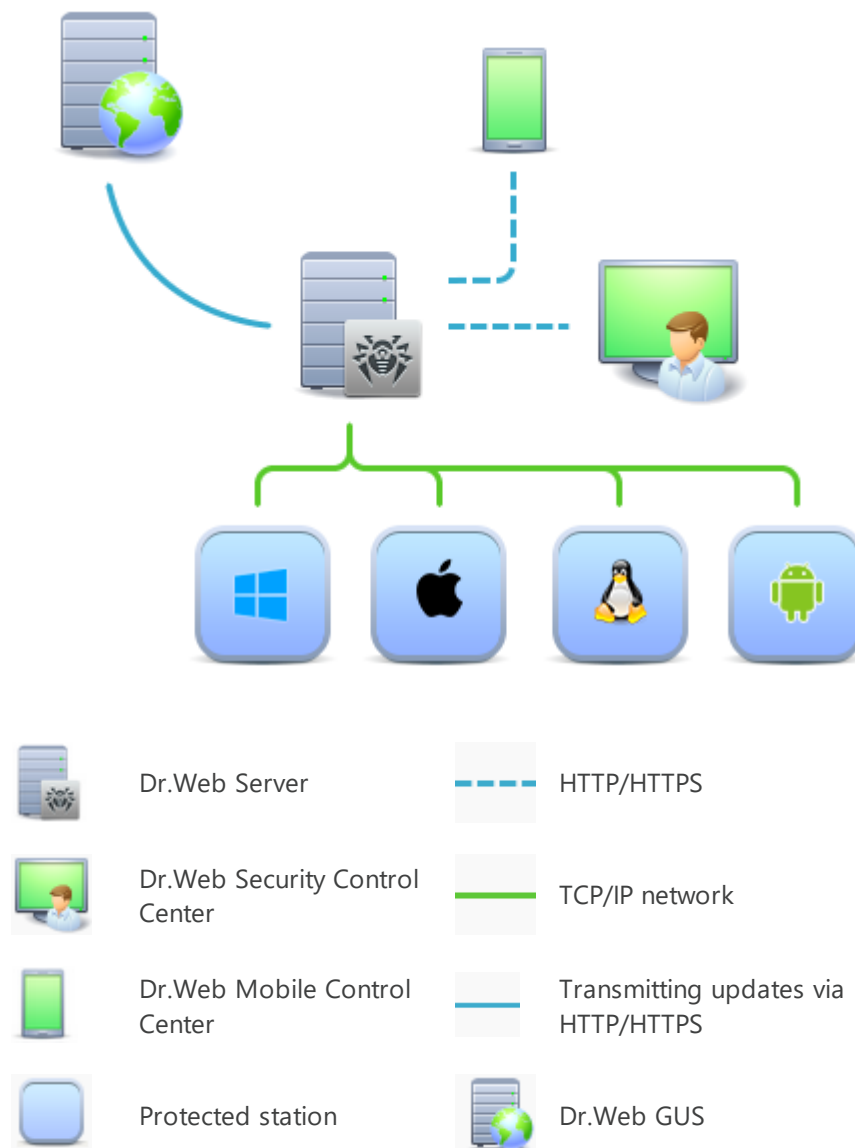 Dr.Web Server
HTTP/HTTPS
Dr.Web Security Control
Center
TCP/IP network
Dr.Web Mobile Control
Center
Transmitting updates via
HTTP/HTTPS
Protected station
Dr.Web GUS